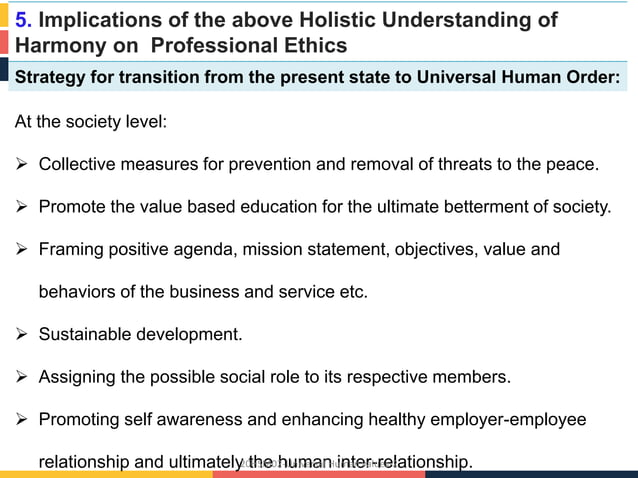 5. Implications of the above Holistic Understanding of
Harmony on Professional Ethics
Strategy for transition from the present state to Universal Human Order:
At the society level:
➢ Collective measures for prevention and removal of threats to the peace.
➢ Promote the value based education for the ultimate betterment of society.
➢ Framing positive agenda, mission statement, objectives, value and
behaviors of the business and service etc.
➢ Sustainable development.
➢ Assigning the possible social role to its respective members.
➢ Promoting self awareness and enhancing healthy employer-employee
relationship and ultimately the human inter-relationship.